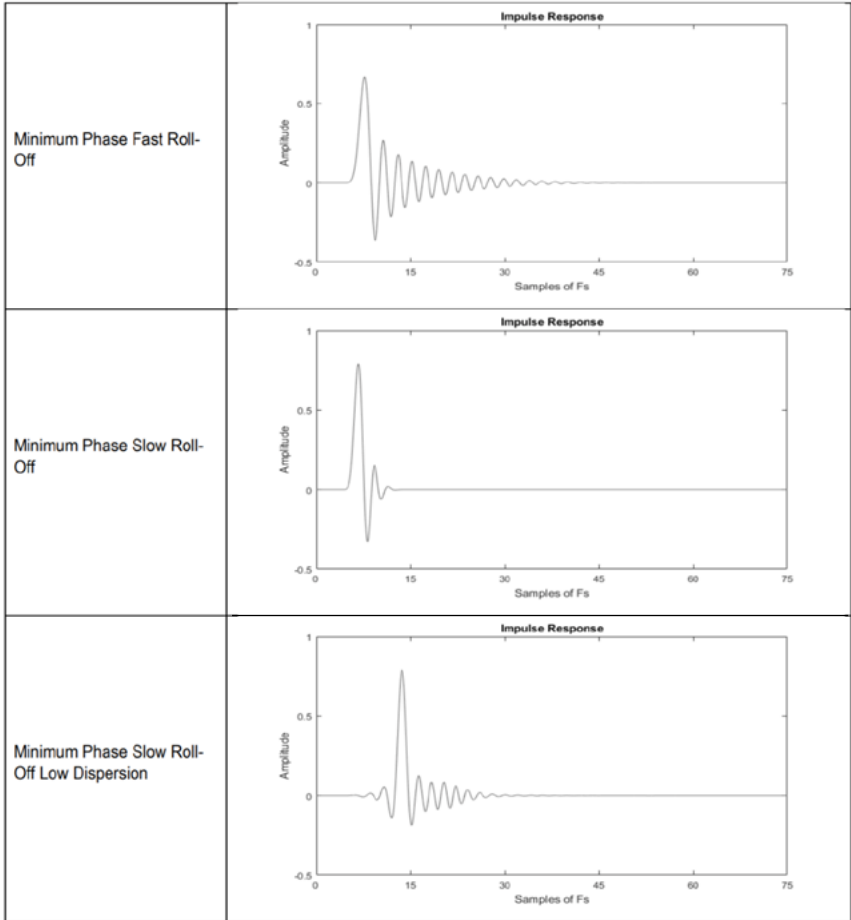 Minimum Phase Fast Roll-
Off
Impulse Response
1
0.5
0
-0.5
Amplitude
0 15 30 45 60 75
Samples of Fs
Minimum Phase Slow Roll-
Off
Impulse Response
1
0.5
0
-0.5
Amplitude
0 15 30 45 60 75
Samples of Fs
Minimum Phase Slow Roll-
Off Low Dispersion
Impulse Response
1
0.5
0
-0.5
Amplitude
0 15 30 45 60 75
Samples of Fs